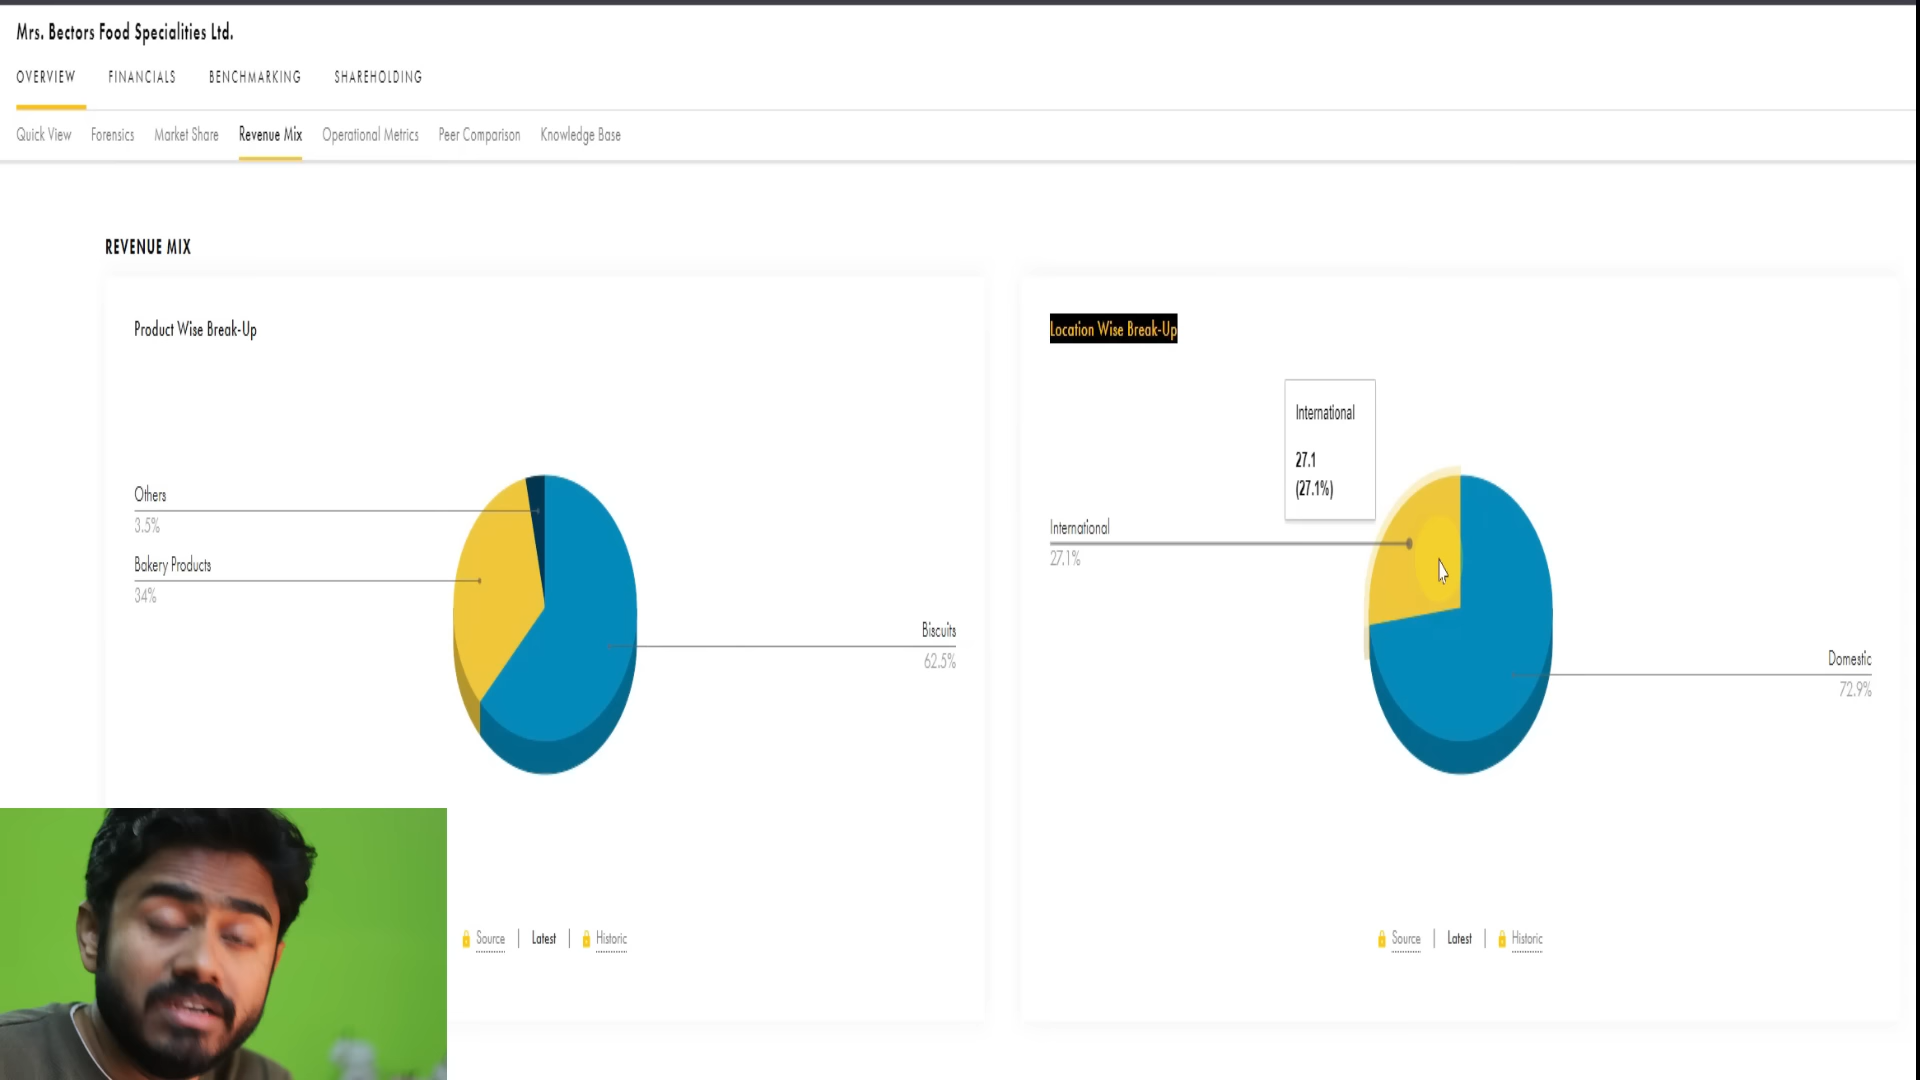 Mrs. Bectors Food Specialities Ltd.
OVERVIEW FINANCIALS BENCHMARKING SHAREHOLDING
Quick View Forensics Market Share Revenue Mix Operational Metrics Peer Comparison Knowledge Base
REVENUE MIX
Product Wise Break-Up
Others
3.5%
Bakery Products
34%
Biscuits
62.5%
Source | Latest | Historic
Location Wise Break-Up
International
27.1
(27.1%)
International
27.1%
Domestic
72.9%
Source | Latest | Historic